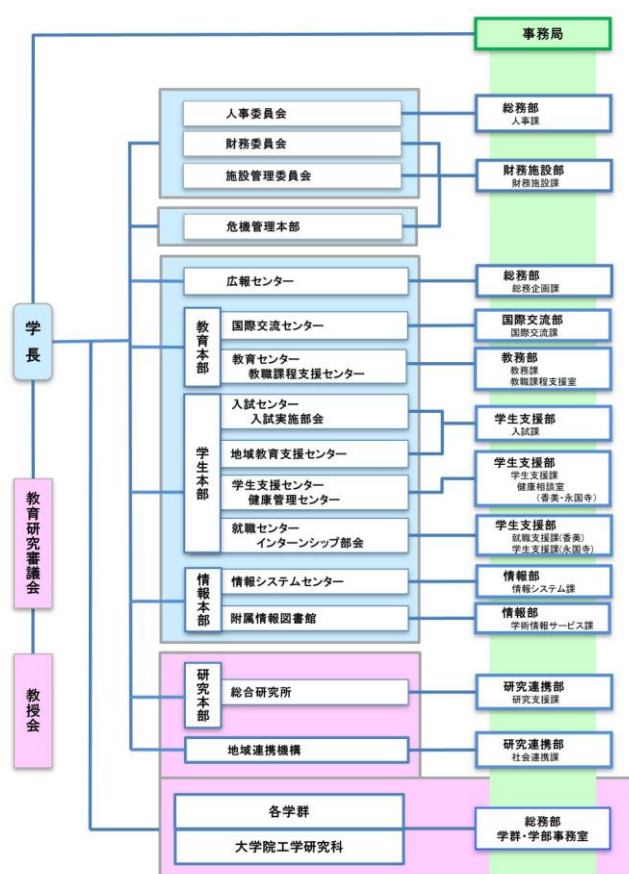 事務局
人事委員会
総務部
人事課
財務委員会
施設管理委員会
財務施設部
財務施設課
危機管理本部
広報センター
総務部
総務企画課
学長
教育本部
国際交流センター
国際交流部
国際交流課
教育センター
教職課程支援センター
教務部
教務課
教職課程支援室
学生本部
入試センター
入試実施部会
地域教育支援センター
学生支援部
入試課
学生支援センター
健康管理センター
学生支援部
学生支援課
健康相談室
(香美・永国寺)
就職センター
インターンシップ部会
学生支援部
就職支援課(香美)
学生支援課(永国寺)
教育研究審議会
情報本部
情報システムセンター
情報部
情報システム課
附属情報図書館
情報部
学術情報サービス課
教授会
研究本部
総合研究所
研究連携部
研究支援課
地域連携機構
研究連携部
社会連携課
各学群
大学院工学研究科
総務部
学群・学部事務室